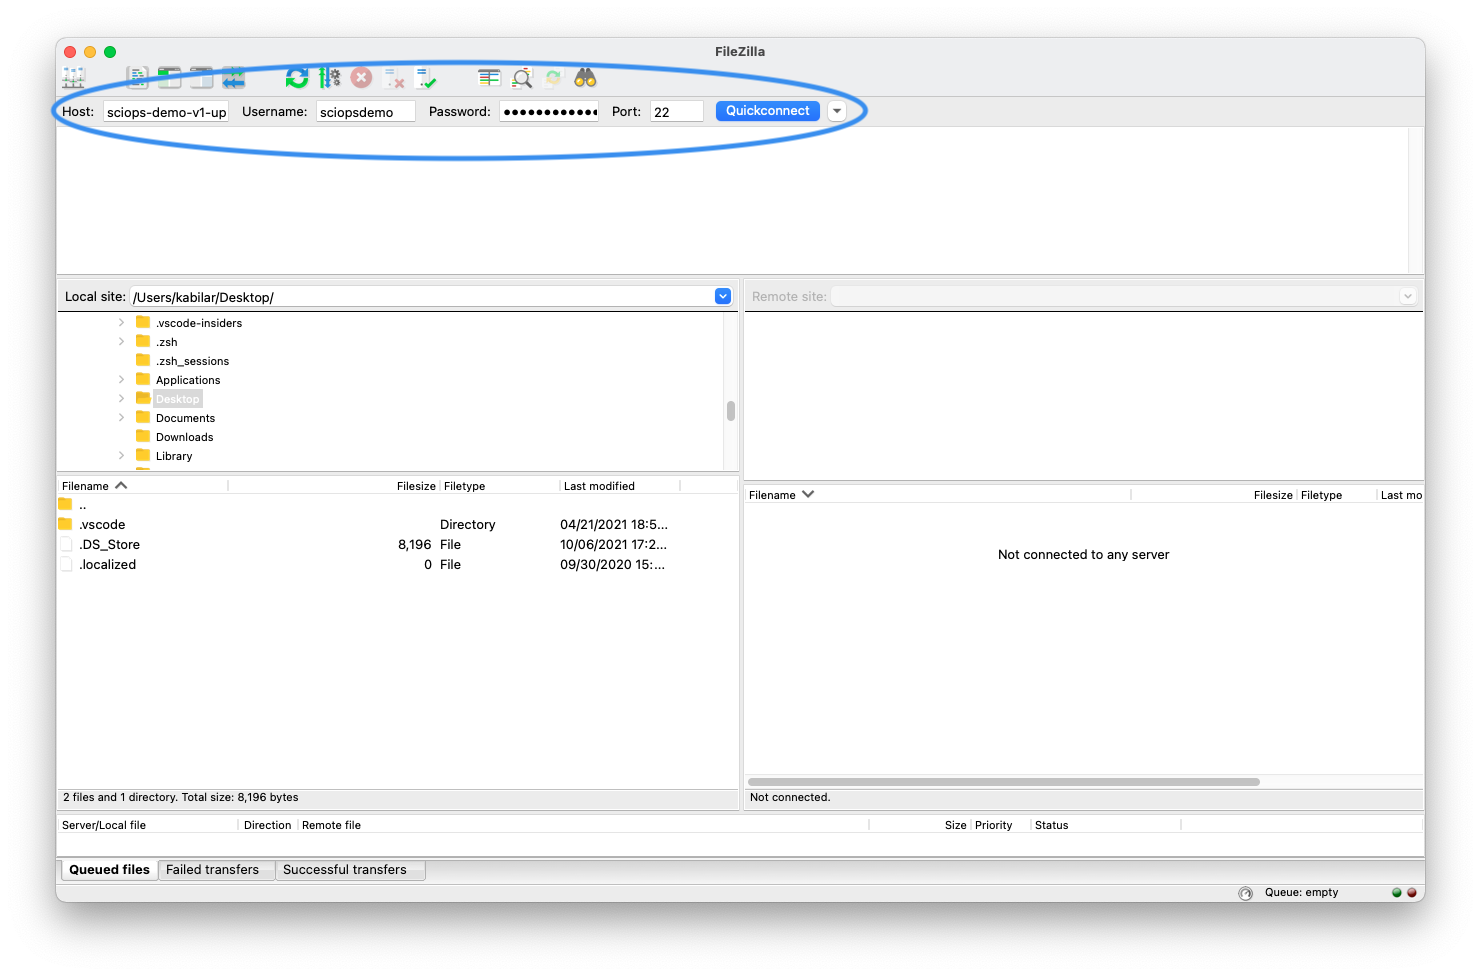 FileZilla
Host: sciops-demo-v1-up Username: sciopsdemo Password: ●●●●●●●●●●●● Port: 22 Quickconnect
Local site: /Users/kabilar/Desktop/
Remote site:
.vscode-insiders
.zsh
.zsh_sessions
Applications
Desktop
Documents
Downloads
Library
Filename Filesize Filetype Last modified
..
.vscode Directory 04/21/2021 18:5...
.DS_Store 8,196 File 10/06/2021 17:2...
.localized 0 File 09/30/2020 15:...
2 files and 1 directory. Total size: 8,196 bytes
Filename Filesize Filetype Last mo
Not connected to any server
Not connected.
Server/Local file Direction Remote file Size Priority Status
Queued files Failed transfers Successful transfers
Queue: empty